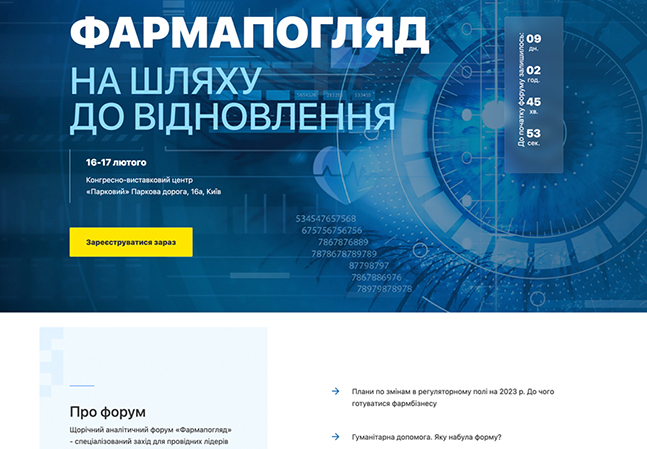 ФАРМАПОГЛЯД
НА ШЛЯХУ
ДО ВІДНОВЛЕННЯ
16-17 лютого
Конгресно-виставковий центр
«Парковий» Паркова дорога, 16а, Київ
Зареєструватися зараз
До початку форуму залишилось:
09
дн.
02
год.
45
хв.
53
сек.
534547657568
675756756756
7867876889
7878678789789
87798797
7867886976
78979878978
Про форум
Щорічний аналітичний форум «Фармапогляд»
- спеціалізований захід для провідних лідерів
Плани по змінам в регуляторному полі на 2023 р. До чого
готуватися фармбізнесу
Гуманітарна допомога. Яку набула форму?